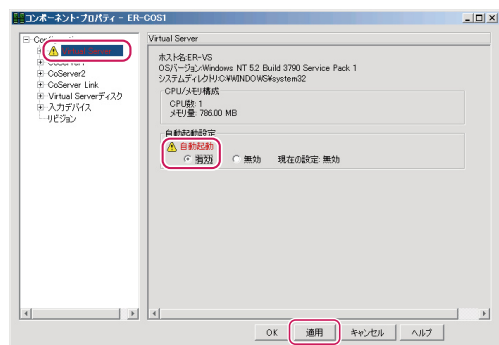 コンポーネント・プロパティ - ER-COS1
Virtual Server
CoServer2
CoServer Link
Virtual Serverディスク
入力デバイス
リビジョン
Virtual Server
ホスト名:ER-VS
OSバージョン:Windows NT 5.2 Build 3790 Service Pack 1
システムディレクトリ:C:¥WINDOWS¥system32
CPU/メモリ構成
CPU数: 1
メモリ量: 786.00 MB
自動起動設定
自動起動
有効 無効 現在の設定: 無効
OK 適用 キャンセル ヘルプ